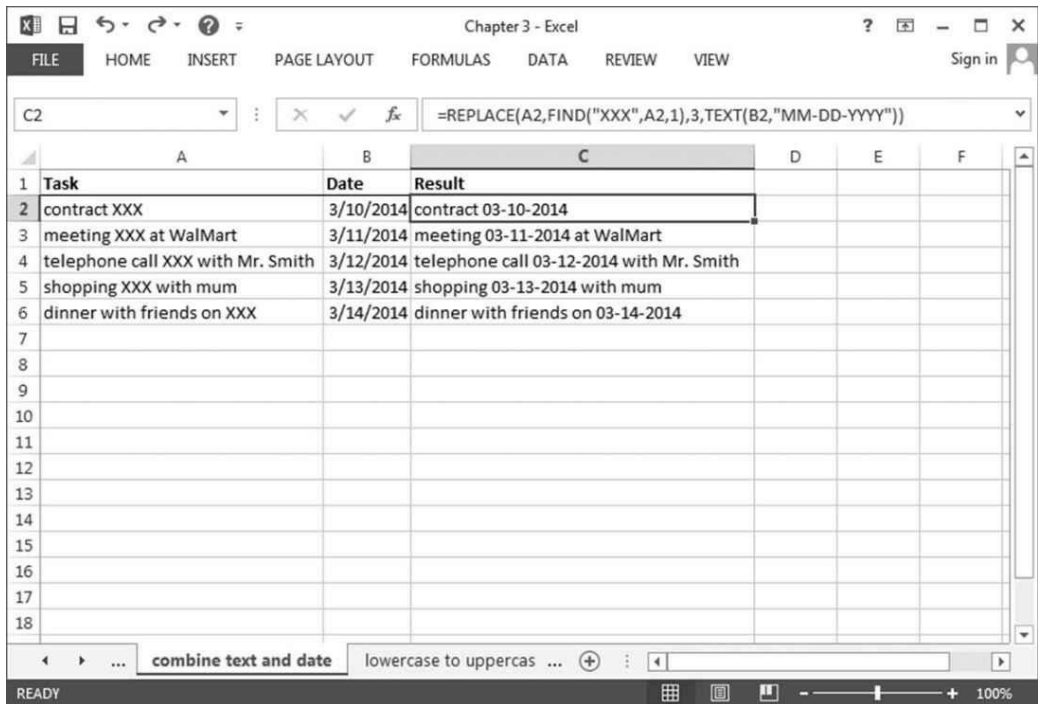 Chapter 3 - Excel
?
FILE HOME INSERT PAGE LAYOUT FORMULAS DATA REVIEW VIEW Sign in
C2 fx =REPLACE(A2,FIND("XXX",A2,1),3,TEXT(B2,"MM-DD-YYYY"))
A B C D E F
1 Task Date Result
2 contract XXX 3/10/2014 contract 03-10-2014
3 meeting XXX at WalMart 3/11/2014 meeting 03-11-2014 at WalMart
4 telephone call XXX with Mr. Smith 3/12/2014 telephone call 03-12-2014 with Mr. Smith
5 shopping XXX with mum 3/13/2014 shopping 03-13-2014 with mum
6 dinner with friends on XXX 3/14/2014 dinner with friends on 03-14-2014
7
8
9
10
11
12
13
14
15
16
17
18
... combine text and date lowercase to uppercas ...
READY 100%